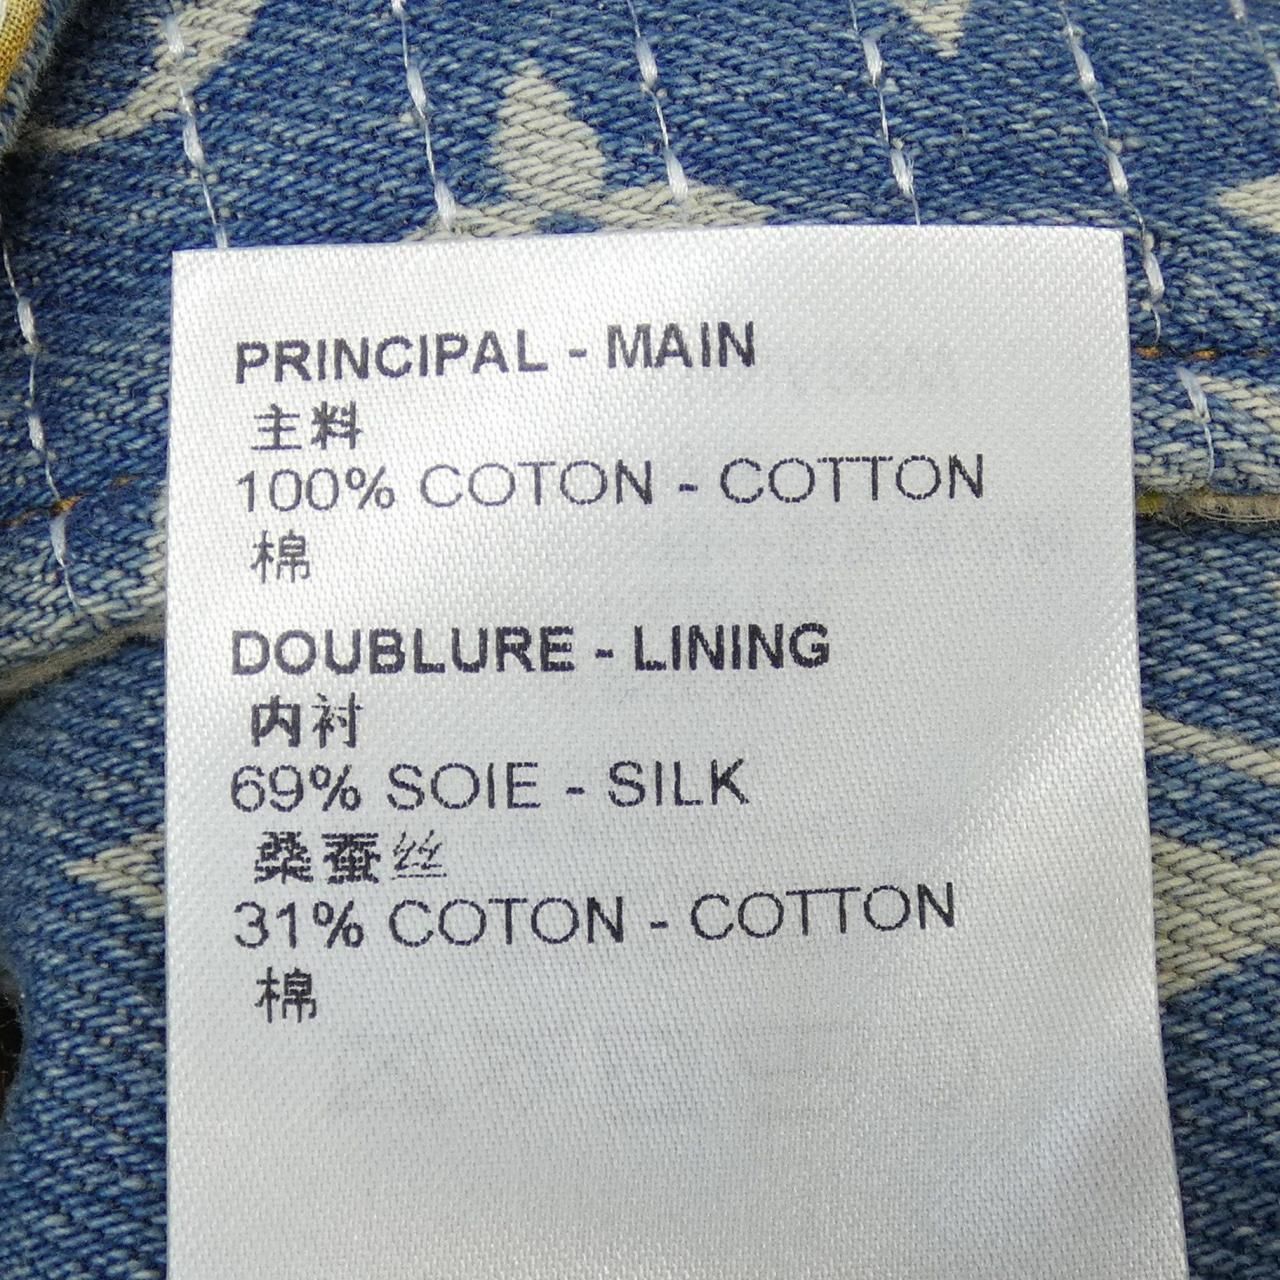 PRINCIPAL - MAIN
主料
100% COTON - COTTON
棉
DOUBLURE - LINING
内衬
69% SOIE - SILK
桑蚕丝
31% COTON - COTTON
棉